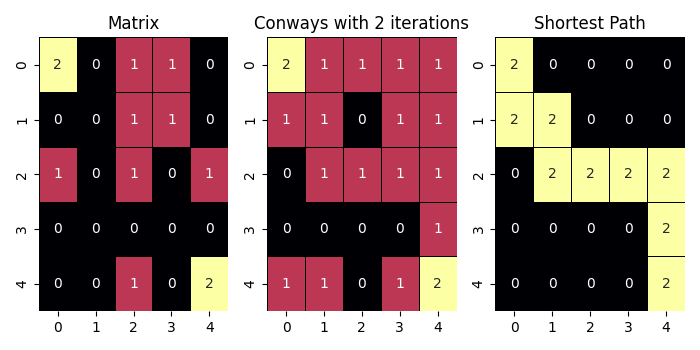 Matrix Conways with 2 iterations Shortest Path
0 2 0 1 1 0 0 2 1 1 1 1 0 2 0 0 0 0
1 0 0 1 1 0 1 1 1 0 1 1 1 2 2 0 0 0
2 1 0 1 0 1 2 0 1 1 1 1 2 0 2 2 2 2
3 0 0 0 0 0 3 0 0 0 0 1 3 0 0 0 0 2
4 0 0 1 0 2 4 1 1 0 1 2 4 0 0 0 0 2
0 1 2 3 4 0 1 2 3 4 0 1 2 3 4